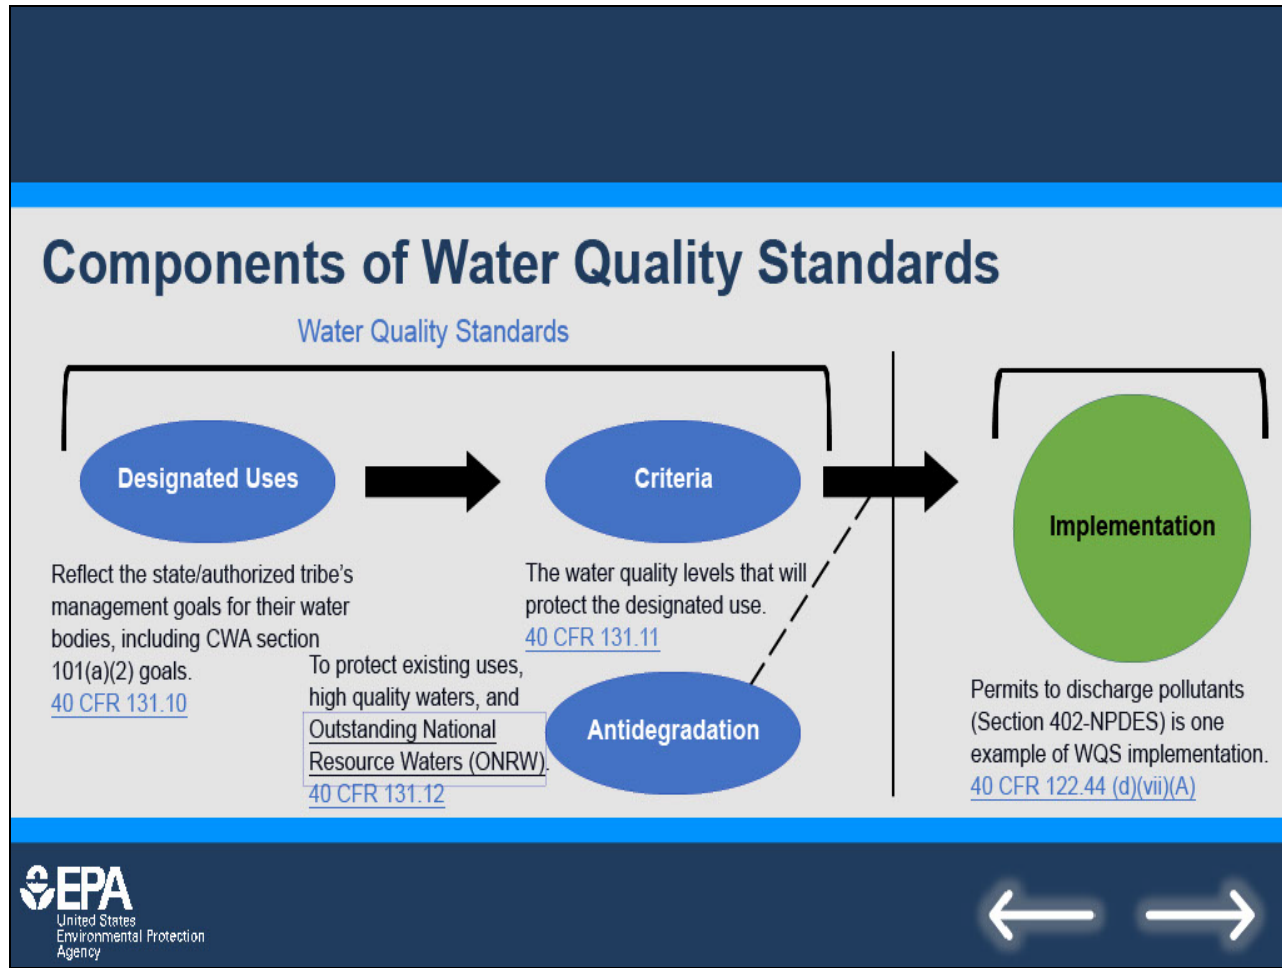 Components of Water Quality Standards
Water Quality Standards
Designated Uses
Reflect the state/authorized tribe's
management goals for their water
bodies, including CWA section
101(a)(2) goals.
40 CFR 131.10
Criteria
The water quality levels that will
protect the designated use.
40 CFR 131.11
To protect existing uses,
high quality waters, and
Outstanding National
Resource Waters (ONRW).
40 CFR 131.12
Antidegradation
Implementation
Permits to discharge pollutants
(Section 402-NPDES) is one
example of WQS implementation.
40 CFR 122.44 (d)(vii)(A)
EPA
United States
Environmental Protection
Agency